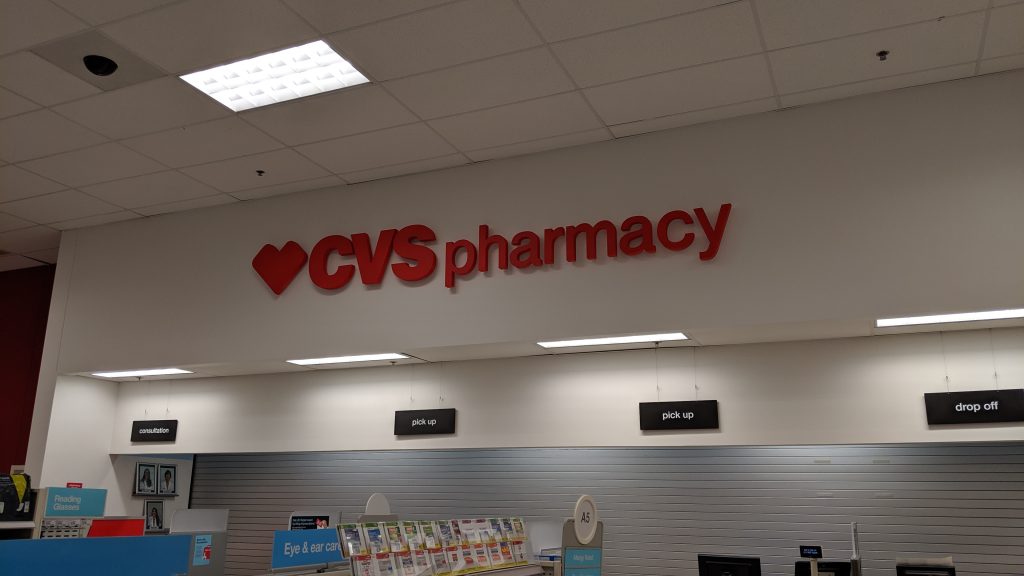 CVS pharmacy
consultation
pick up
pick up
drop off
Reading
Glasses
Eye & ear care
A5